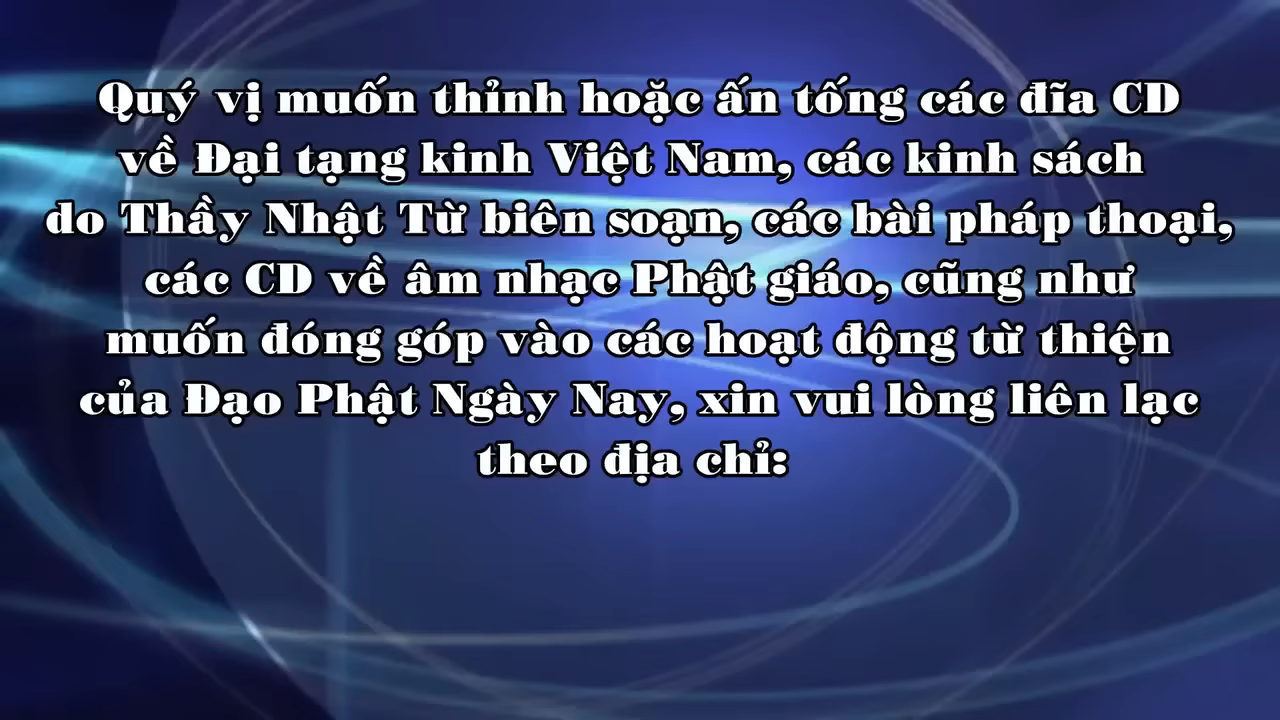 Quý vị muốn thỉnh hoặc ấn tống các đĩa CD
về Đại tạng kinh Việt Nam, các kinh sách
do Thầy Nhật Từ biên soạn, các bài pháp thoại,
các CD về âm nhạc Phật giáo, cũng như
muốn đóng góp vào các hoạt động từ thiện
của Đạo Phật Ngày Nay, xin vui lòng liên lạc
theo địa chỉ: